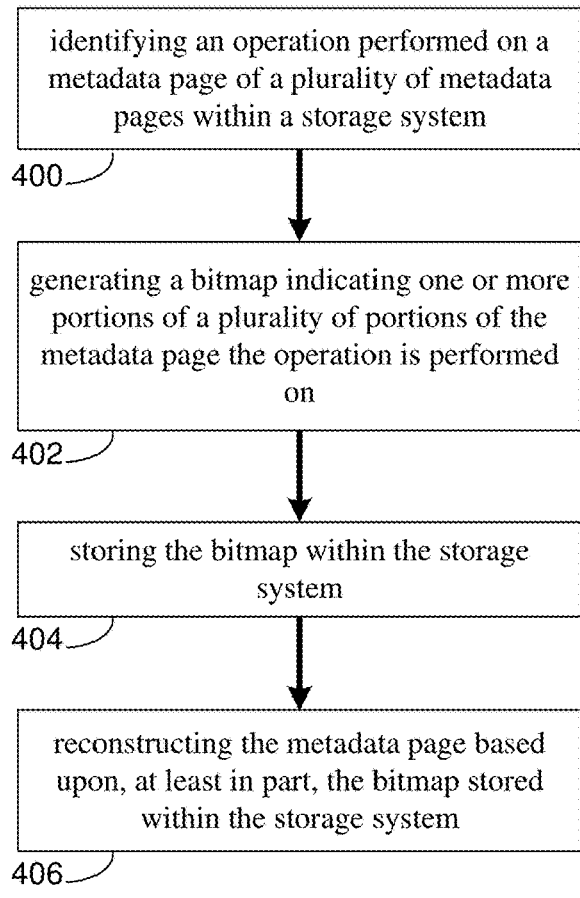 identifying an operation performed on a
metadata page of a plurality of metadata
pages within a storage system
400
generating a bitmap indicating one or more
portions of a plurality of portions of the
metadata page the operation is performed
on
402
storing the bitmap within the storage
system
404
reconstructing the metadata page based
upon, at least in part, the bitmap stored
within the storage system
406